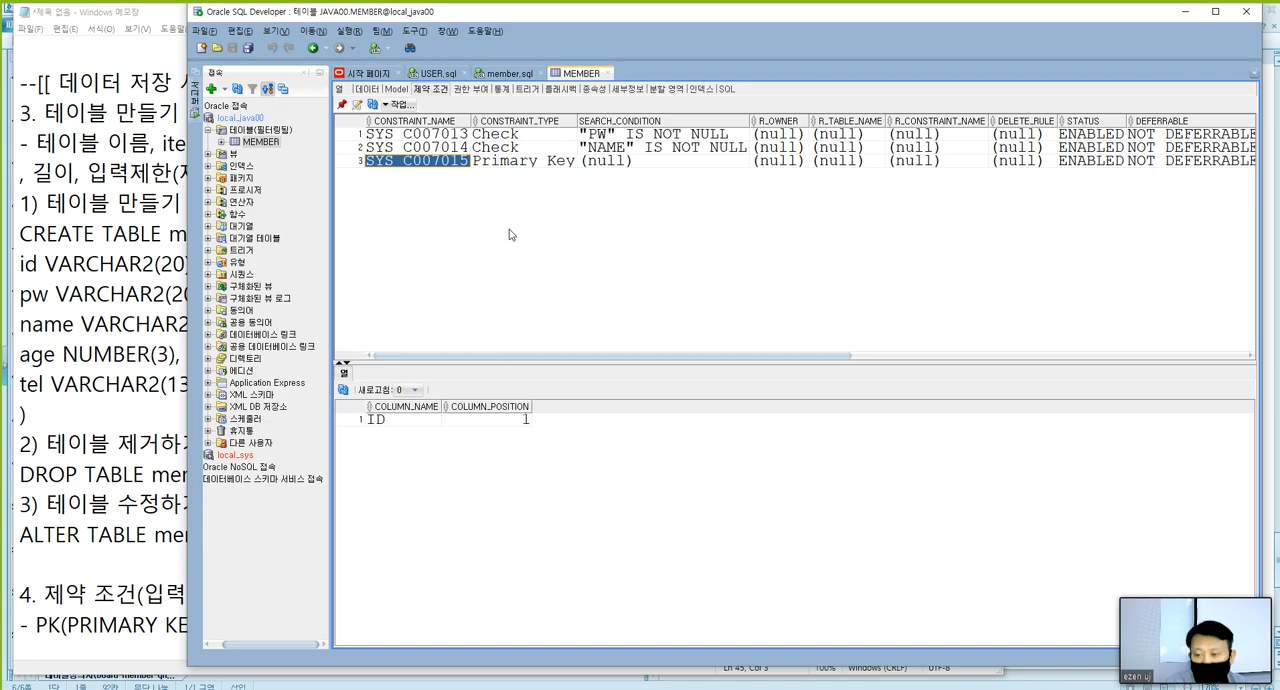 *제목 없음 - Windows 메모장
파일(F) 편집(E) 서식(O) 보기(V) 도움말
--[[ 데이터 저장
3. 테이블 만들기
- 테이블 이름, ite
, 길이, 입력제한(
1) 테이블 만들기
CREATE TABLE m
id VARCHAR2(20)
pw VARCHAR2(20
name VARCHAR2
age NUMBER(3),
tel VARCHAR2(13
)
2) 테이블 제거하
DROP TABLE mem
3) 테이블 수정하
ALTER TABLE mem
4. 제약 조건(입력
- PK(PRIMARY KE
Oracle SQL Developer : 테이블 JAVA00.MEMBER@local_java00
파일(F) 편집(E) 보기(V) 이동(N) 실행(R) 팀(M) 도구(T) 창(W) 도움말(H)
접속
Oracle 접속
local_java00
테이블(필터링됨)
MEMBER
뷰
인덱스
패키지
프로시저
연산자
함수
대기열
대기열 테이블
트리거
유형
시퀀스
구체화된 뷰
구체화된 뷰 로그
동의어
공용 동의어
데이터베이스 링크
공용 데이터베이스 링크
디렉토리
에디션
Application Express
XML 스키마
XML DB 저장소
스케줄러
휴지통
다른 사용자
local_sys
Oracle NoSQL 접속
데이터베이스 스키마 서비스 접속
시작 페이지 USER.sql member.sql MEMBER
열 데이터 Model 제약 조건 권한 부여 통계 트리거 플래시백 종속성 세부정보 분할 영역 인덱스 SQL
작업...
CONSTRAINT_NAME CONSTRAINT_TYPE SEARCH_CONDITION R_OWNER R_TABLE_NAME R_CONSTRAINT_NAME DELETE_RULE STATUS DEFERRABLE
1 SYS_C007013 Check "PW" IS NOT NULL (null) (null) (null) (null) ENABLED NOT DEFERRABLE
2 SYS_C007014 Check "NAME" IS NOT NULL (null) (null) (null) (null) ENABLED NOT DEFERRABLE
3 SYS_C007015 Primary Key (null) (null) (null) (null) (null) ENABLED NOT DEFERRABLE
열
새로고침: 0
COLUMN_NAME COLUMN_POSITION
1 ID 1
Ln 45, Col 3 100% Windows (CRLF) UTF-8
ezen uj